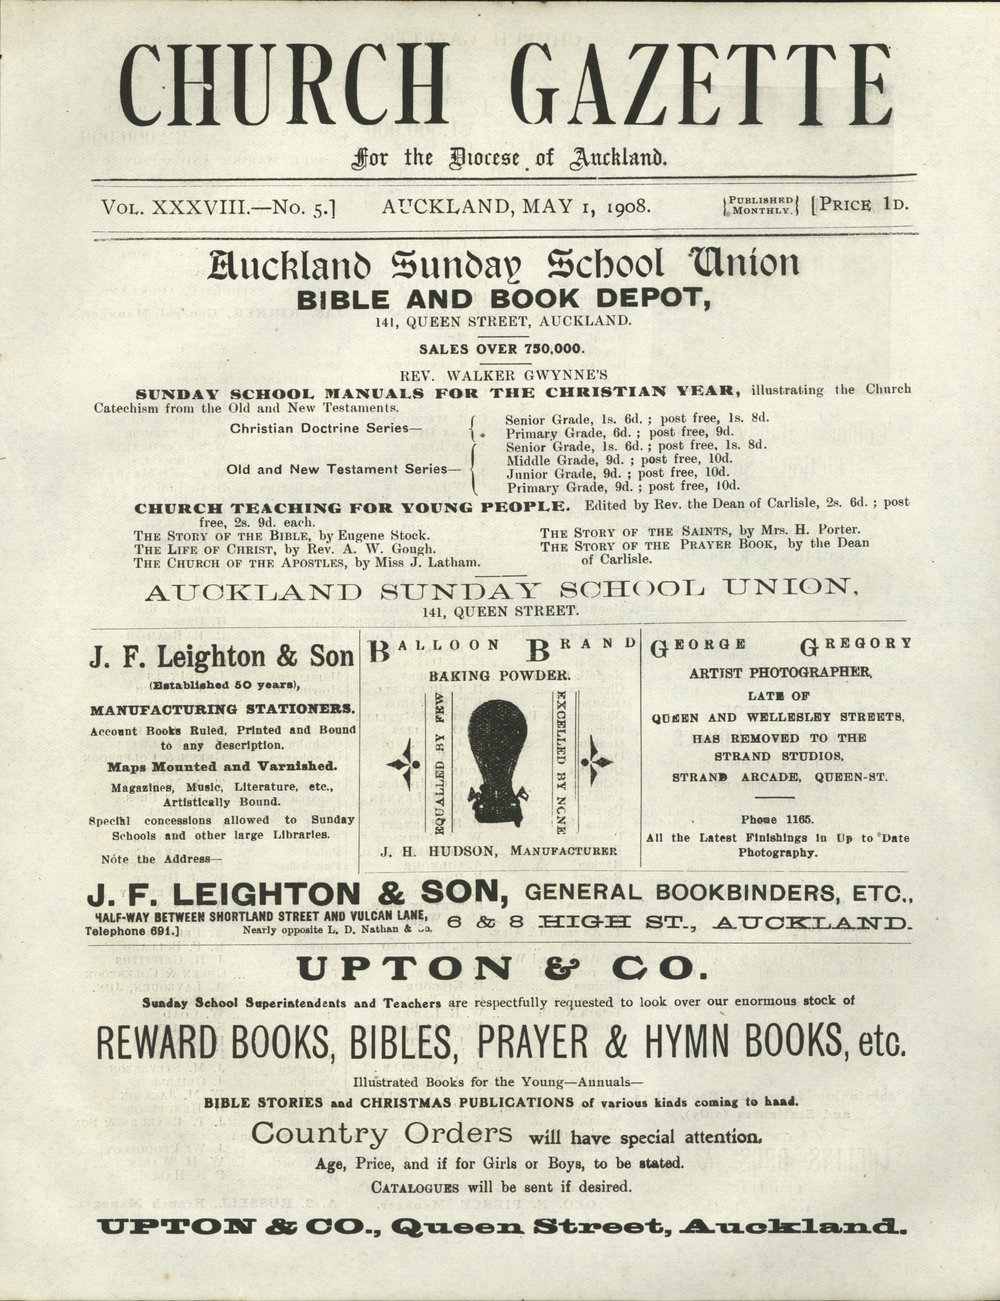 CHURCH GAZETTE
For the Diocese of Auckland.
VOL. XXXVIII.—No. 5.] AUCKLAND, MAY 1, 1908. {PUBLISHED MONTHLY.} [PRICE 1D.
Auckland Sunday School Union
BIBLE AND BOOK DEPOT,
141, QUEEN STREET, AUCKLAND.
SALES OVER 750,000.
REV. WALKER GWYNNE'S
SUNDAY SCHOOL MANUALS FOR THE CHRISTIAN YEAR, illustrating the Church
Catechism from the Old and New Testaments.
Christian Doctrine Series—
Senior Grade, 1s. 6d. ; post free, 1s. 8d.
Primary Grade, 6d. ; post free, 9d.
Old and New Testament Series—
Senior Grade, 1s. 6d. ; post free, 1s. 8d.
Middle Grade, 9d. ; post free, 10d.
Junior Grade, 9d. ; post free, 10d.
Primary Grade, 9d. ; post free, 10d.
CHURCH TEACHING FOR YOUNG PEOPLE. Edited by Rev. the Dean of Carlisle, 2s. 6d. ; post
free, 2s. 9d. each.
THE STORY OF THE BIBLE, by Eugene Stock.
THE LIFE OF CHRIST, by Rev. A. W. Gough.
THE CHURCH OF THE APOSTLES, by Miss J. Latham.
THE STORY OF THE SAINTS, by Mrs. H. Porter.
THE STORY OF THE PRAYER BOOK, by the Dean
of Carlisle.
AUCKLAND SUNDAY SCHOOL UNION,
141, QUEEN STREET.
J. F. Leighton & Son
(Established 50 years),
MANUFACTURING STATIONERS.
Account Books Ruled, Printed and Bound
to any description.
Maps Mounted and Varnished.
Magazines, Music, Literature, etc.,
Artistically Bound.
Special concessions allowed to Sunday
Schools and other large Libraries.
Note the Address—
BALLOON BRAND
BAKING POWDER.
EQUALLED BY FEW
EXCELLED BY NONE
J. H. HUDSON, MANUFACTURER
GEORGE GREGORY
ARTIST PHOTOGRAPHER,
LATE OF
QUEEN AND WELLESLEY STREETS,
HAS REMOVED TO THE
STRAND STUDIOS,
STRAND ARCADE, QUEEN-ST.
Phone 1165.
All the Latest Finishings in Up to Date
Photography.
J. F. LEIGHTON & SON, GENERAL BOOKBINDERS, ETC.,
HALF-WAY BETWEEN SHORTLAND STREET AND VULCAN LANE,
Telephone 691.] Nearly opposite L. D. Nathan & Co.
6 & 8 HIGH ST., AUCKLAND.
UPTON & CO.
Sunday School Superintendents and Teachers are respectfully requested to look over our enormous stock of
REWARD BOOKS, BIBLES, PRAYER & HYMN BOOKS, etc.
Illustrated Books for the Young—Annuals—
BIBLE STORIES and CHRISTMAS PUBLICATIONS of various kinds coming to hand.
Country Orders will have special attention.
Age, Price, and if for Girls or Boys, to be stated.
CATALOGUES will be sent if desired.
UPTON & CO., Queen Street, Auckland.